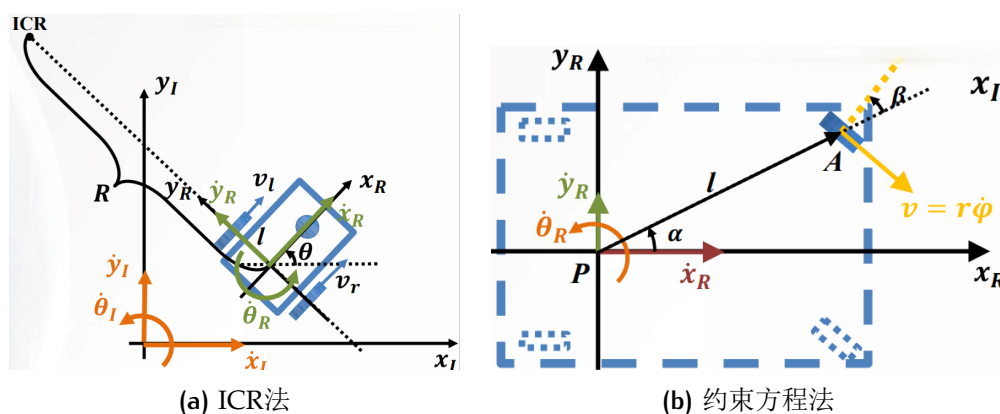 ICR
y_I
R
y_R
ẏ_R
v_l
x_R
ẋ_R
l
θ
v_r
θ̇_R
ẏ_I
θ̇_I
ẋ_I
x_I
(a) ICR法
y_R
x_I
β
A
l
v = rφ̇
ẏ_R
θ̇_R
α
P
ẋ_R
x_R
(b) 约束方程法